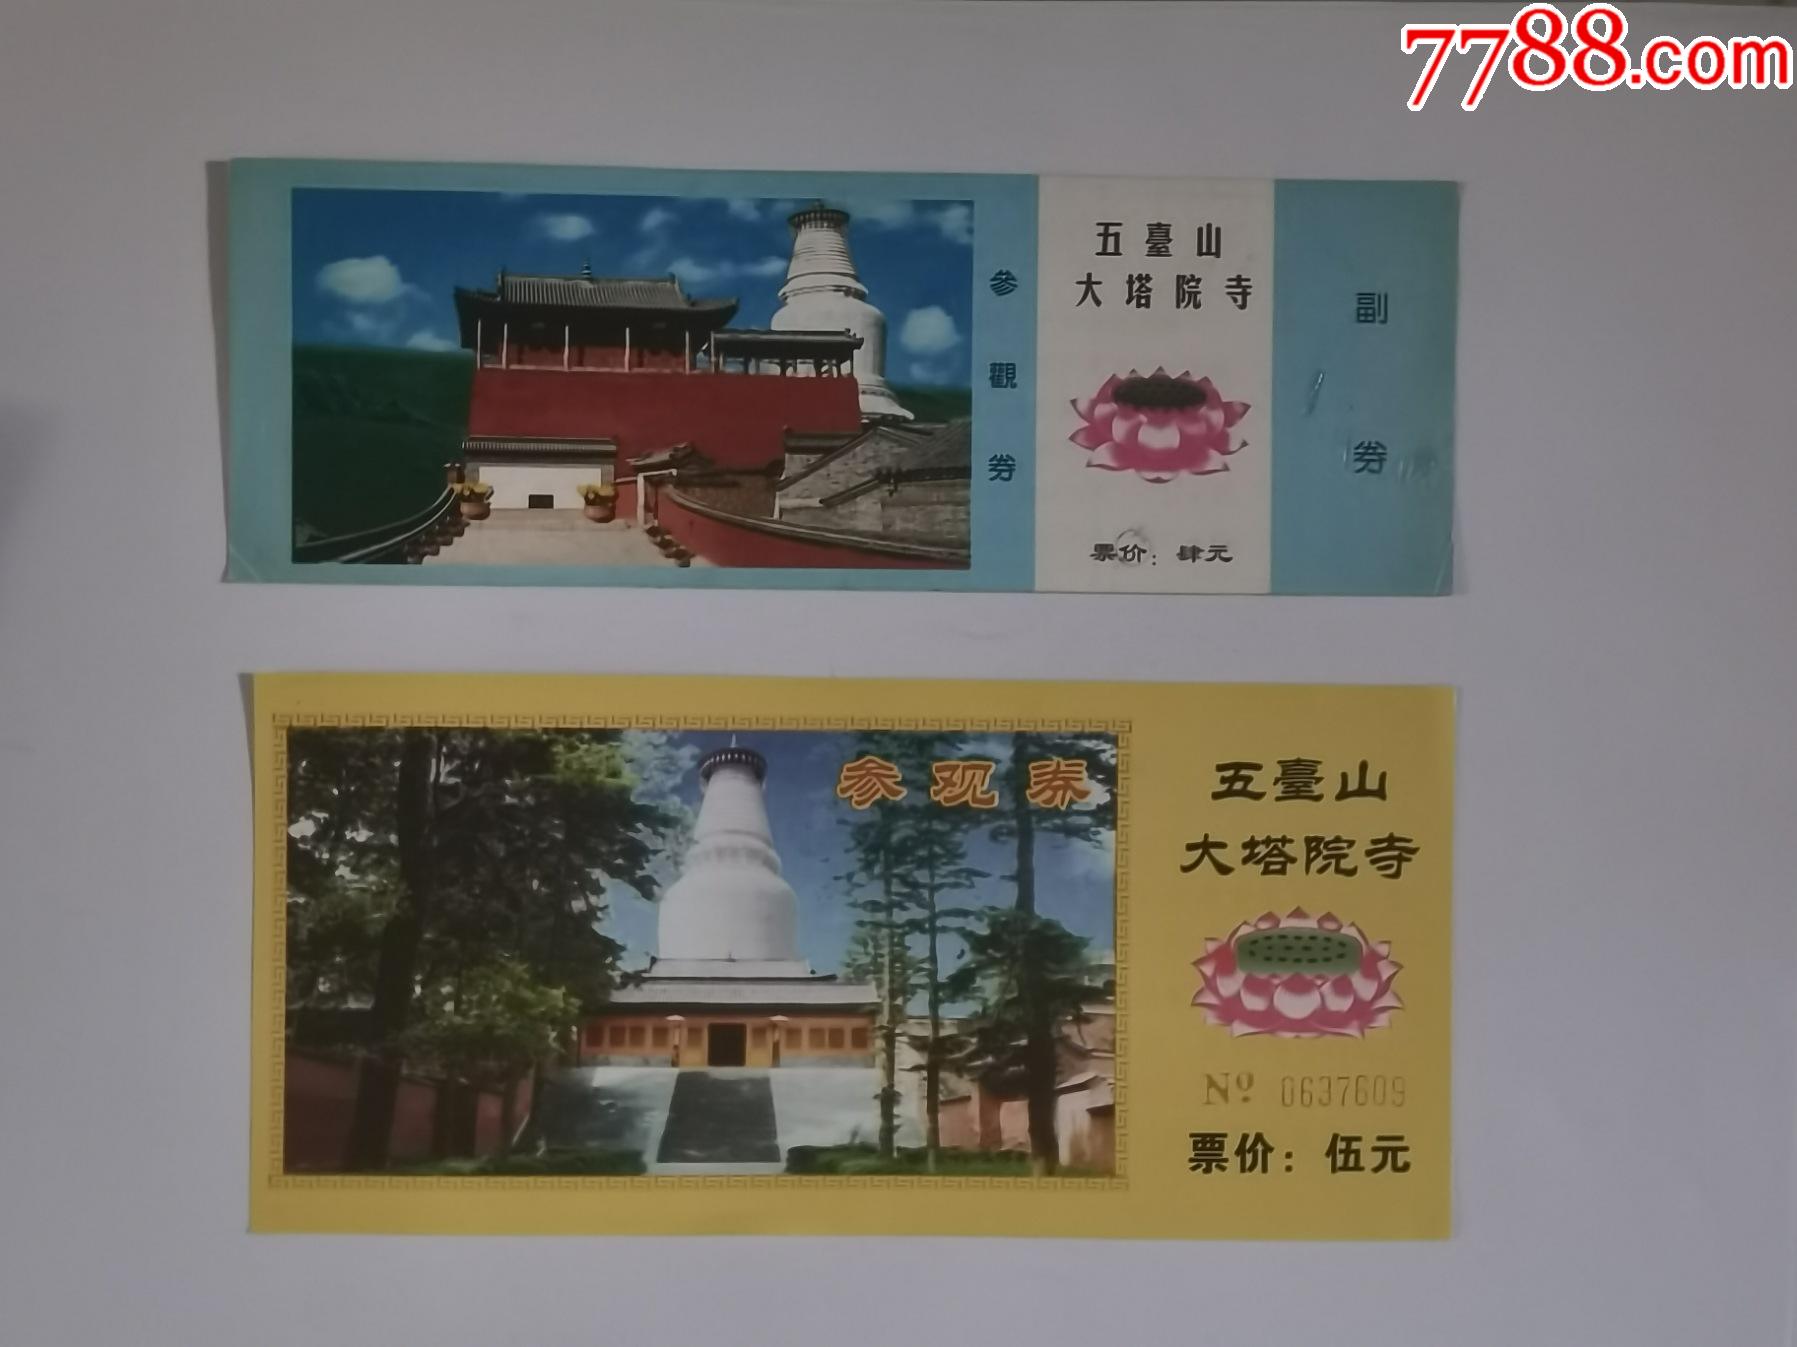 7788.com
五臺山
大塔院寺
參觀券
副券
票价：肆元
参观券
五臺山
大塔院寺
Nº 0637609
票价：伍元